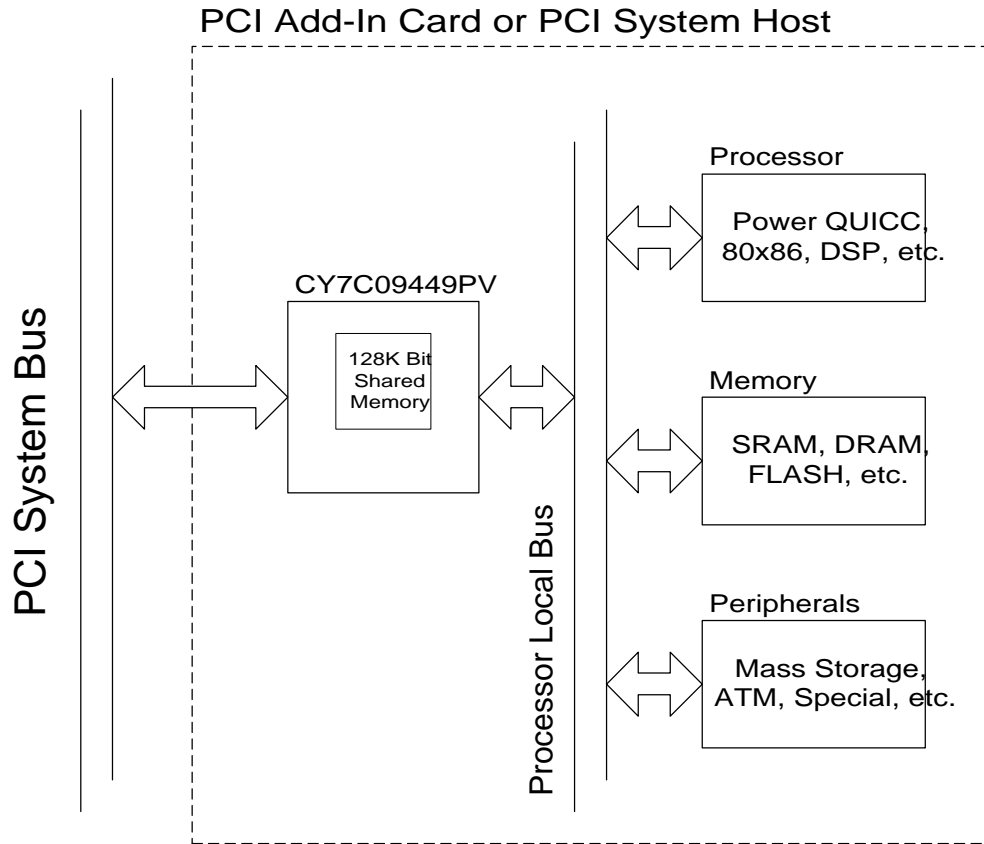 PCI Add-In Card or PCI System Host
PCI System Bus
CY7C09449PV
128K Bit
Shared
Memory
Processor Local Bus
Processor
Power QUICC,
80x86, DSP, etc.
Memory
SRAM, DRAM,
FLASH, etc.
Peripherals
Mass Storage,
ATM, Special, etc.